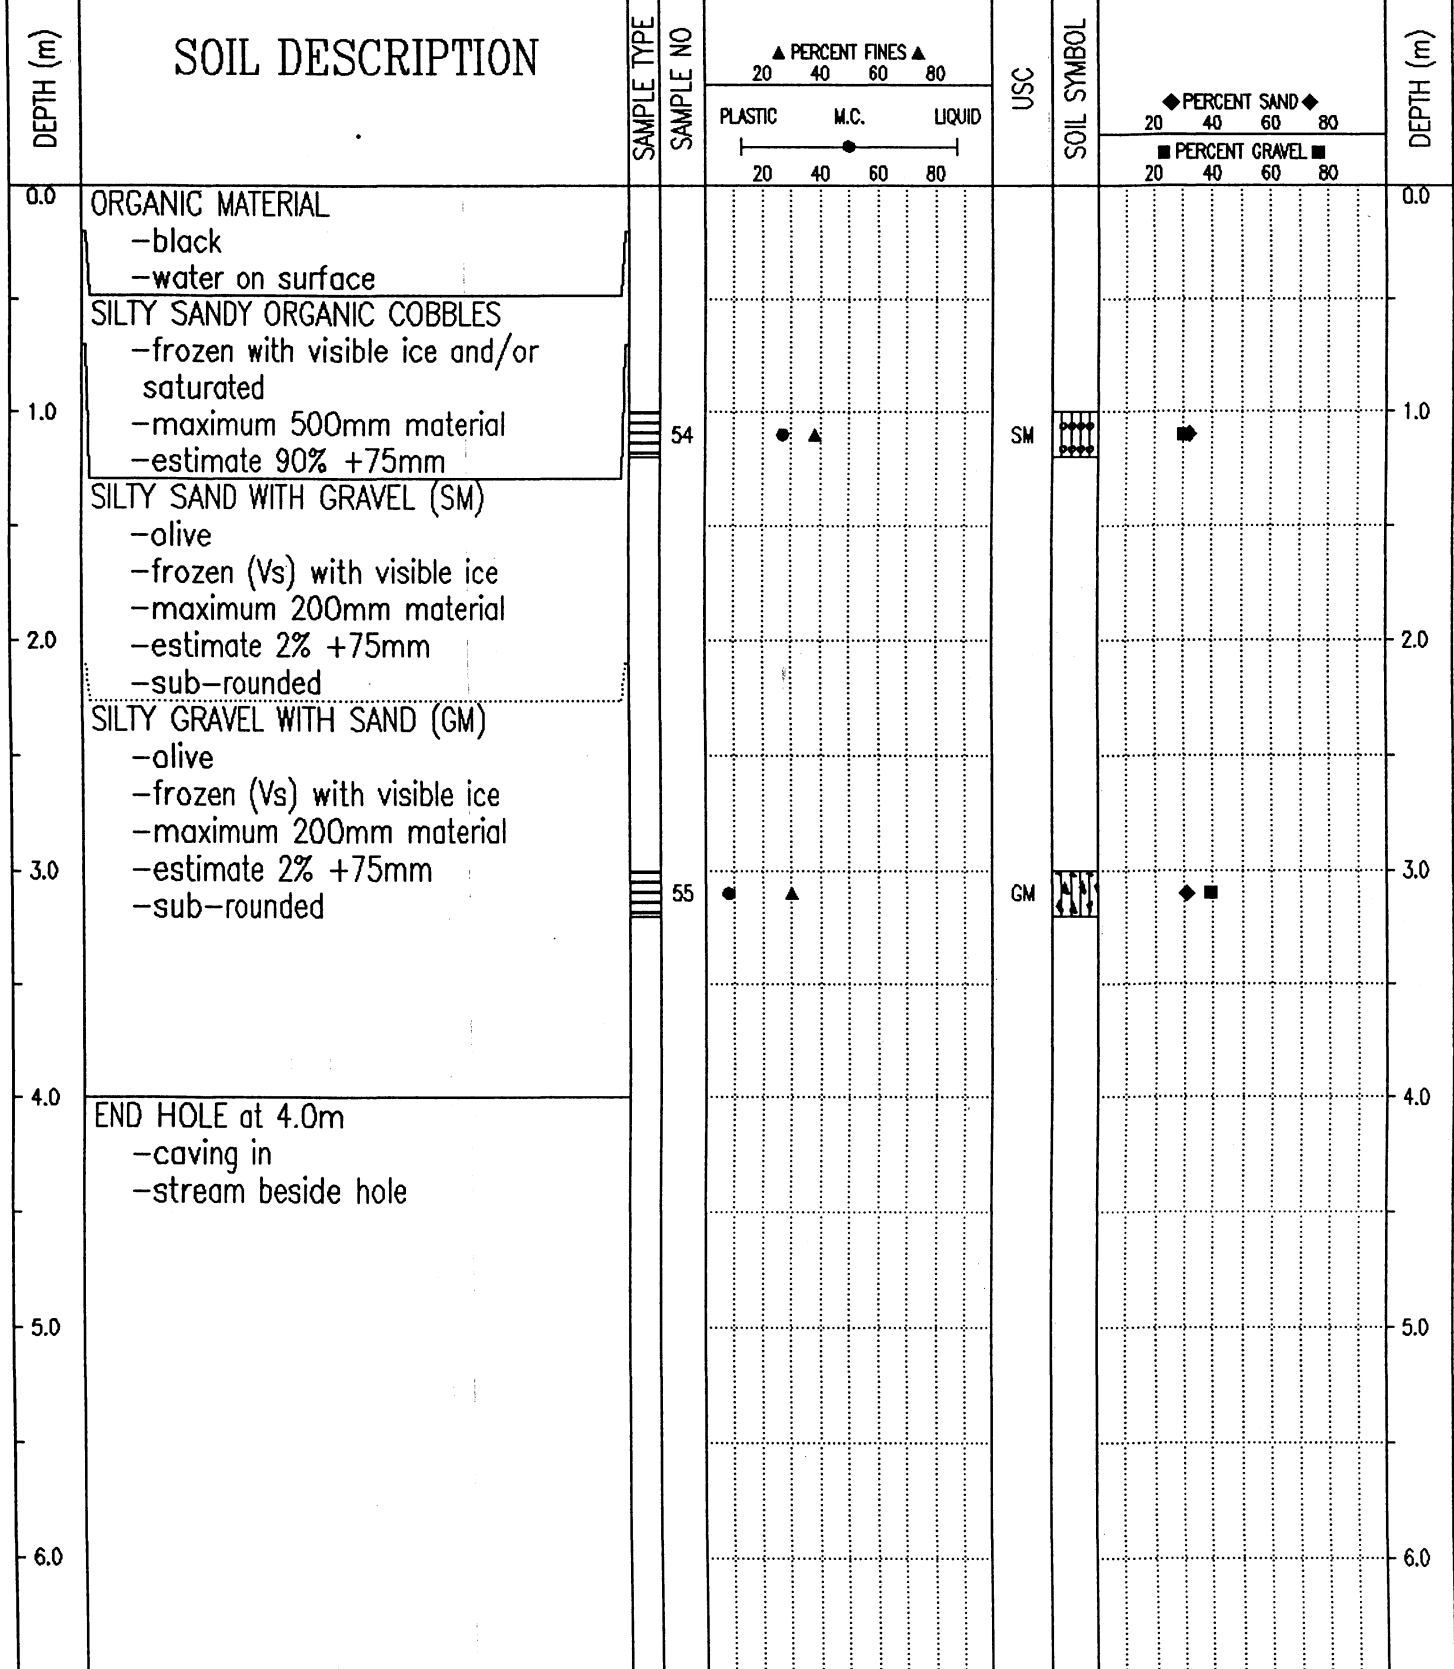 DEPTH (m)
SOIL DESCRIPTION
SAMPLE TYPE
SAMPLE NO
▲ PERCENT FINES ▲
20 40 60 80
PLASTIC M.C. LIQUID
20 40 60 80
USC
SOIL SYMBOL
◆ PERCENT SAND ◆
20 40 60 80
■ PERCENT GRAVEL ■
20 40 60 80
DEPTH (m)
0.0
ORGANIC MATERIAL
0.0
-black
-water on surface
SILTY SANDY ORGANIC COBBLES
-frozen with visible ice and/or
saturated
1.0
-maximum 500mm material
1.0
54
SM
-estimate 90% +75mm
SILTY SAND WITH GRAVEL (SM)
-olive
-frozen (Vs) with visible ice
-maximum 200mm material
2.0
-estimate 2% +75mm
2.0
-sub-rounded
SILTY GRAVEL WITH SAND (GM)
-olive
-frozen (Vs) with visible ice
-maximum 200mm material
3.0
-estimate 2% +75mm
3.0
55
GM
-sub-rounded
4.0
4.0
END HOLE at 4.0m
-caving in
-stream beside hole
5.0
5.0
6.0
6.0